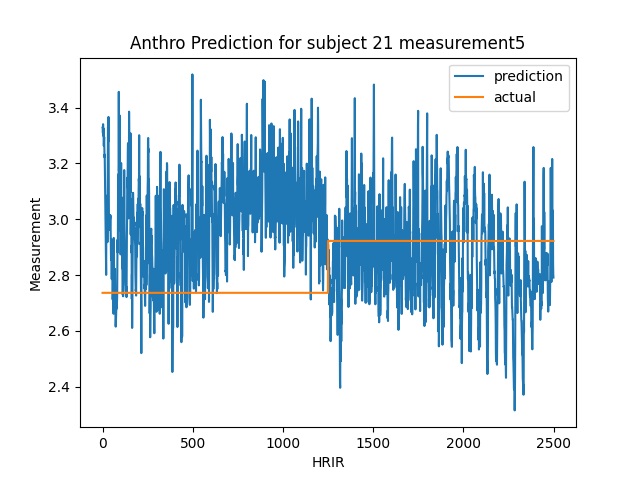 Anthro Prediction for subject 21 measurement5
prediction
actual
3.4
3.2
3.0
2.8
2.6
2.4
Measurement
0
500
1000
1500
2000
2500
HRIR